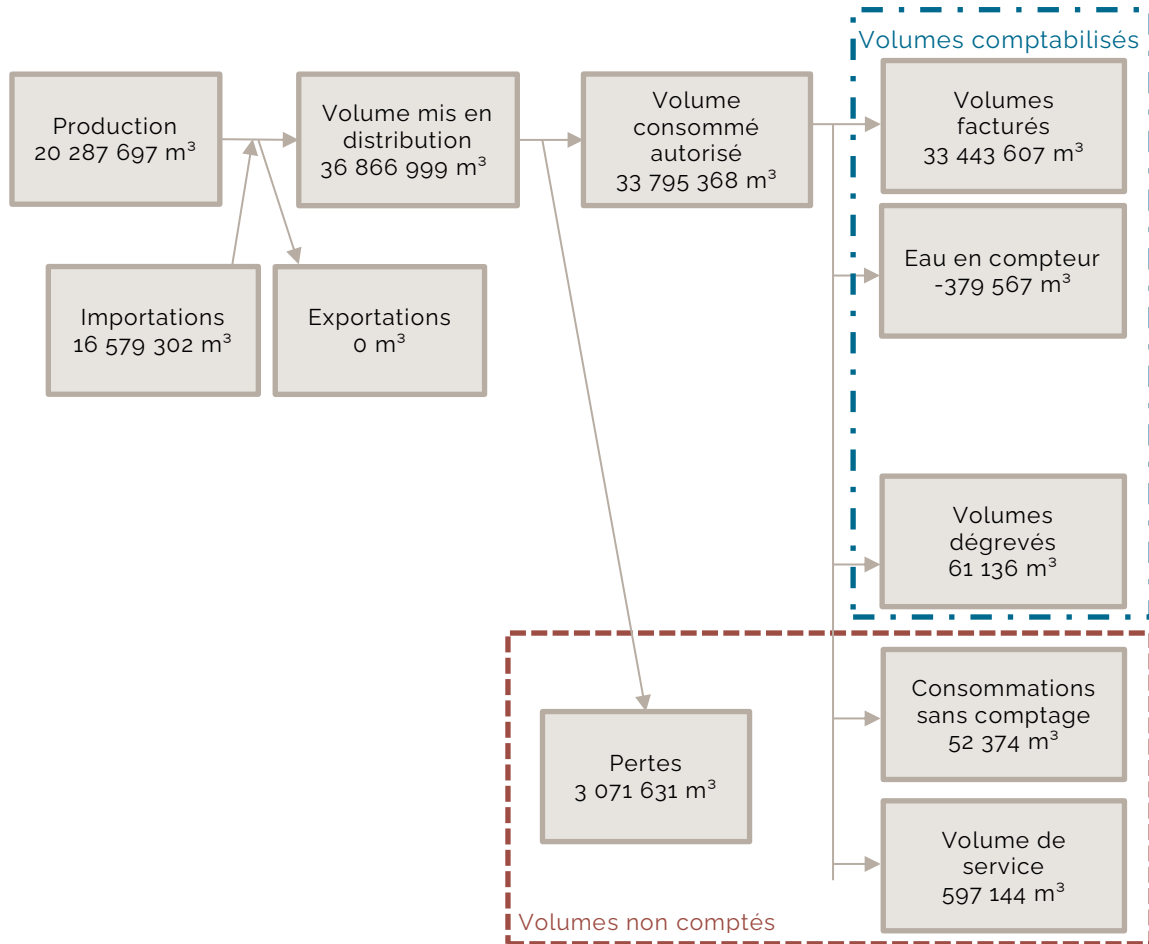 Volumes comptabilisés
Production
20 287 697 m³
Volume mis en
distribution
36 866 999 m³
Volume
consommé
autorisé
33 795 368 m³
Volumes
facturés
33 443 607 m³
Importations
16 579 302 m³
Exportations
0 m³
Eau en compteur
-379 567 m³
Volumes
dégrevés
61 136 m³
Pertes
3 071 631 m³
Consommations
sans comptage
52 374 m³
Volume de
service
597 144 m³
Volumes non comptés